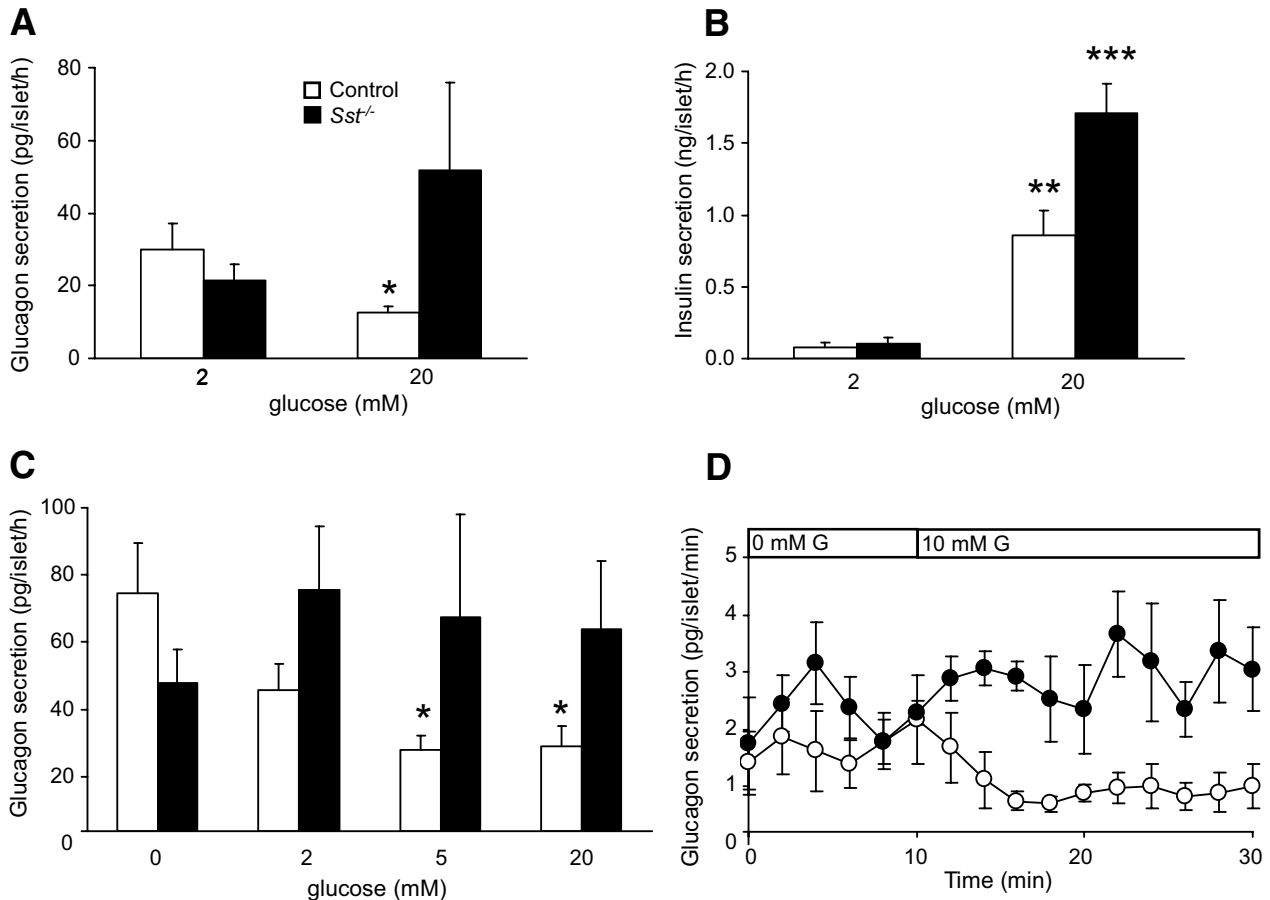 A
Glucagon secretion (pg/islet/h)
80
60
40
20
0
Control
Sst-/-
*
2
20
glucose (mM)
B
Insulin secretion (ng/islet/h)
2.0
1.5
1.0
0.5
0.0
**
***
2
20
glucose (mM)
C
Glucagon secretion (pg/islet/h)
100
80
60
40
20
0
*
*
0
2
5
20
glucose (mM)
D
Glucagon secretion (pg/islet/min)
0 mM G
10 mM G
5
4
3
2
1
0
0
10
20
30
Time (min)